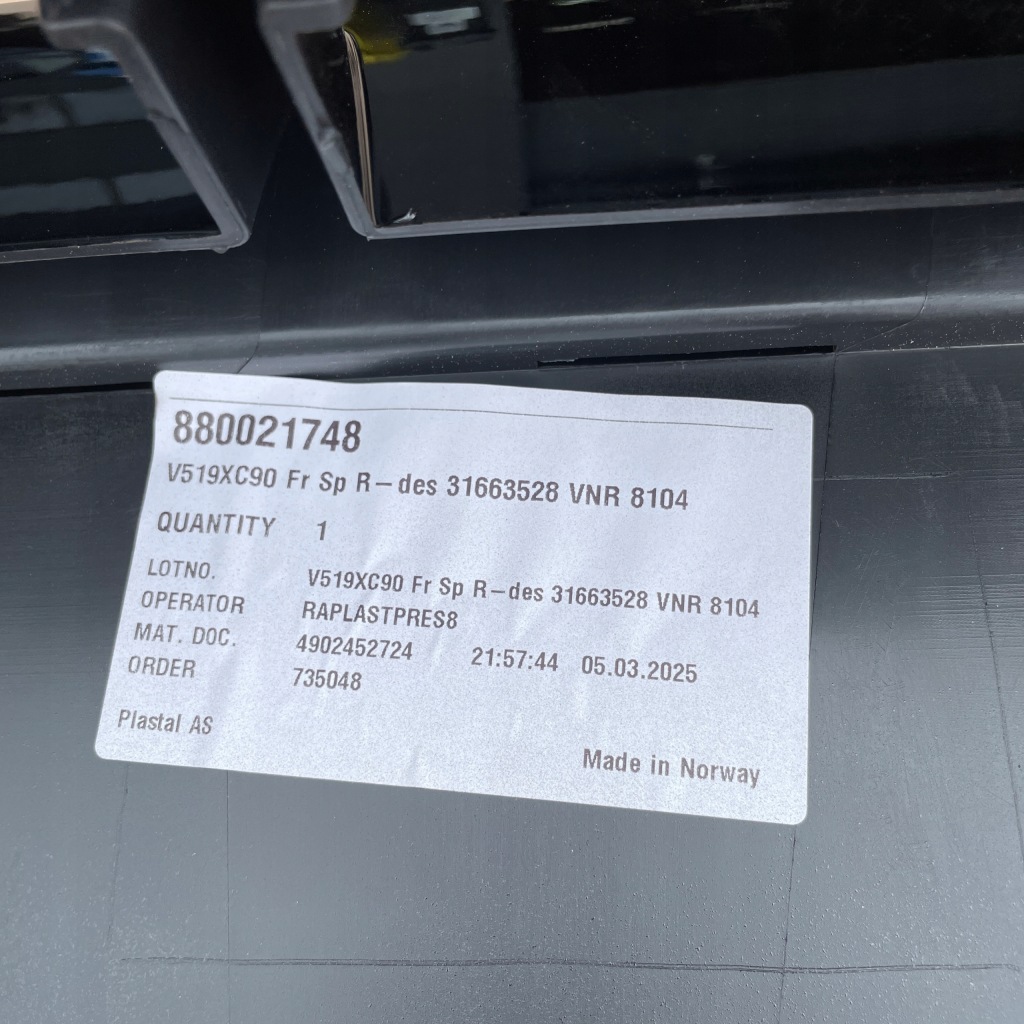 880021748
V519XC90 Fr Sp R-des 31663528 VNR 8104
QUANTITY 1
LOTNO. V519XC90 Fr Sp R-des 31663528 VNR 8104
OPERATOR RAPLASTPRES8
MAT. DOC. 4902452724 21:57:44 05.03.2025
ORDER 735048
Plastal AS
Made in Norway